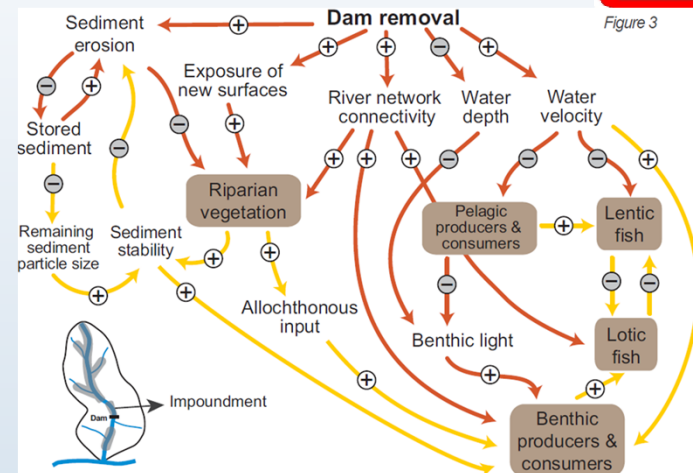 Dam removal
Figure 3
Sediment
erosion
Exposure of
new surfaces
River network
connectivity
Water
depth
Water
velocity
Stored
sediment
Riparian
vegetation
Pelagic
producers &
consumers
Lentic
fish
Remaining
sediment
particle size
Sediment
stability
Allochthonous
input
Benthic light
Lotic
fish
Dam
Impoundment
Benthic
producers &
consumers